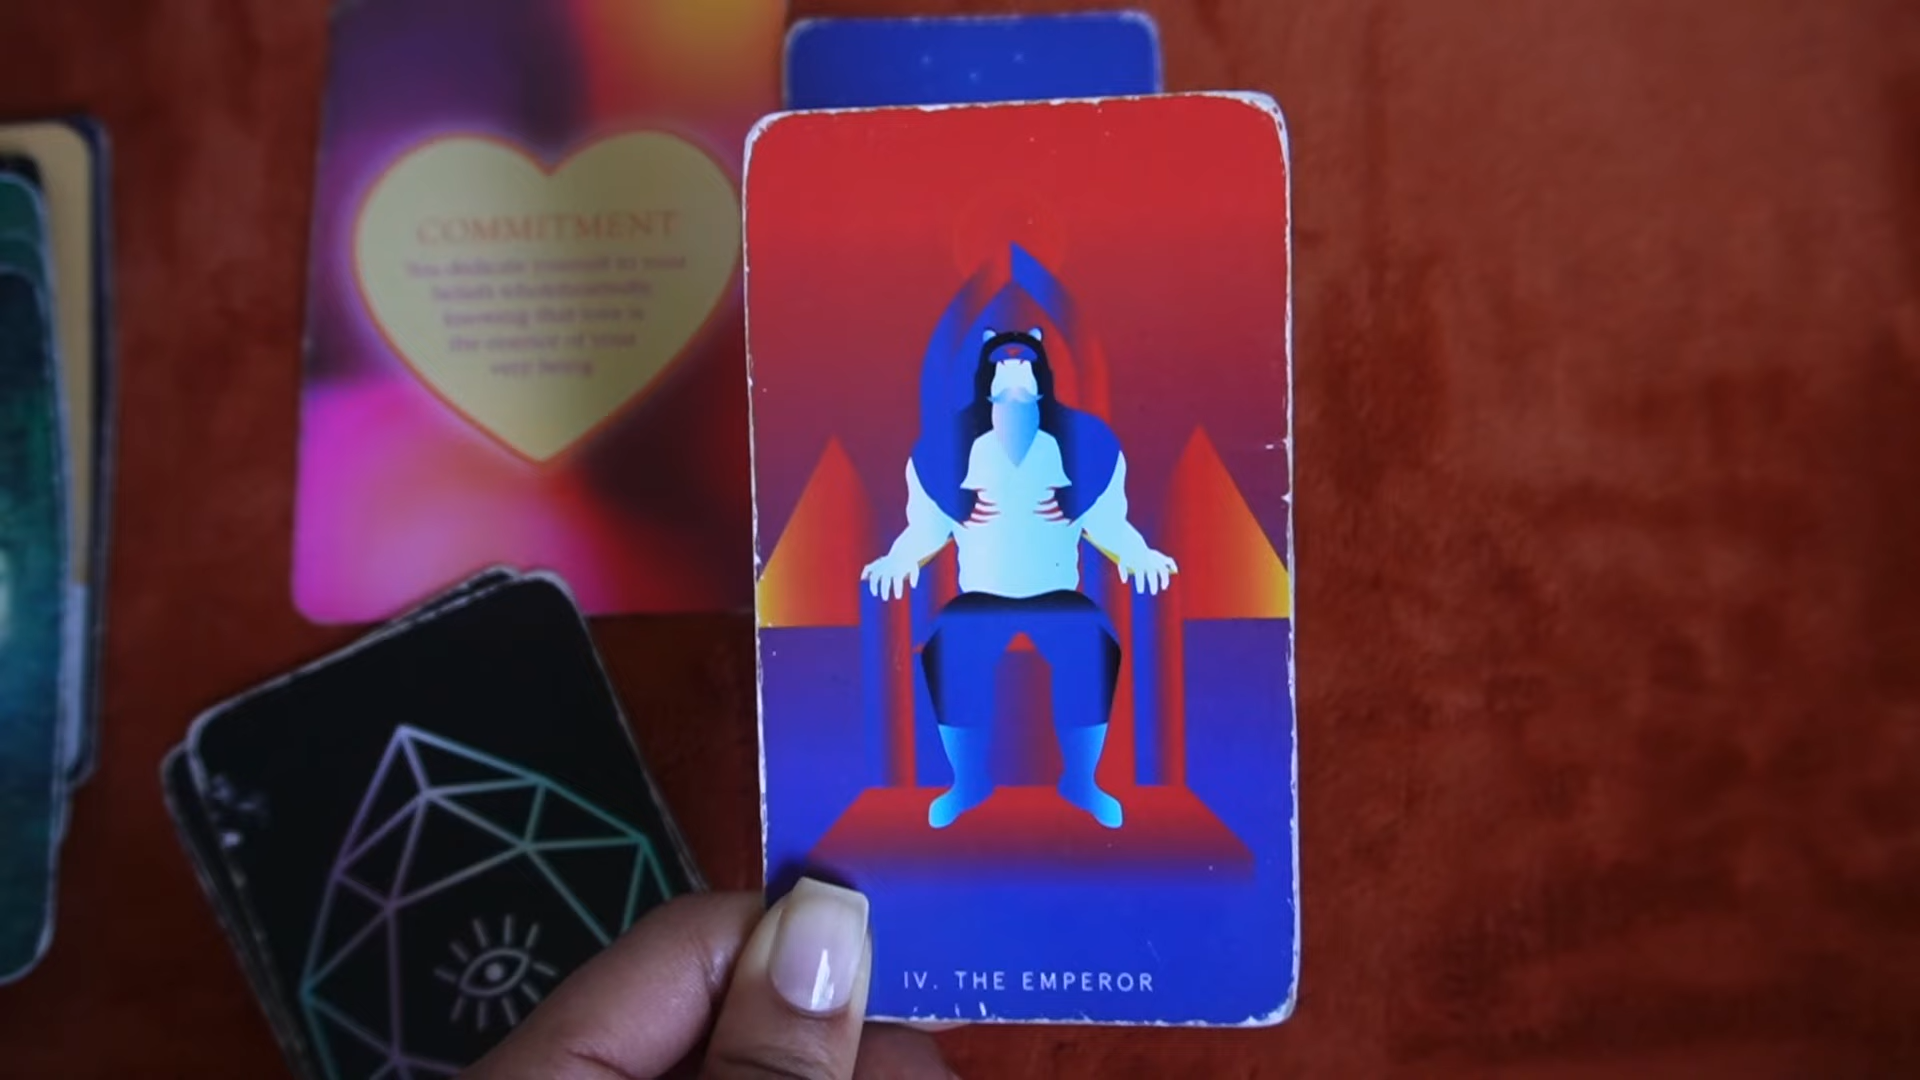 COMMITMENT
You dedicate yourself to your
beliefs wholeheartedly,
knowing that love is
the essence of your
very being
IV. THE EMPEROR